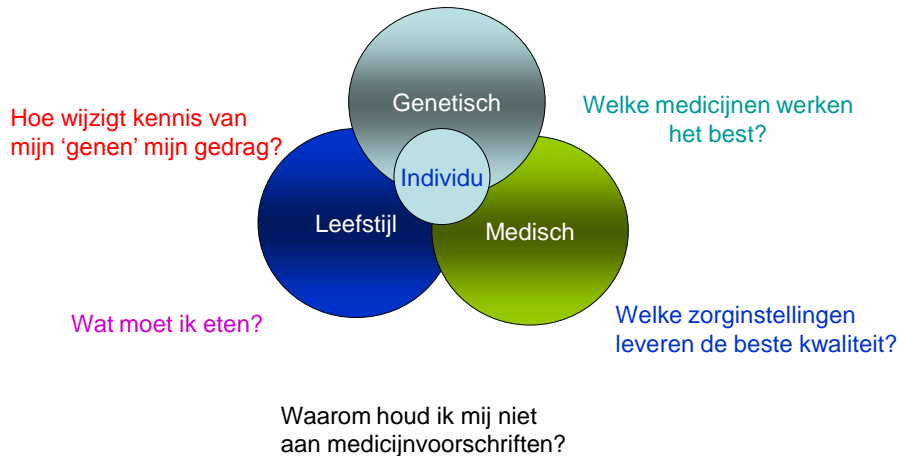 Genetisch
Hoe wijzigt kennis van
mijn ‘genen’ mijn gedrag?
Welke medicijnen werken
het best?
Individu
Leefstijl
Medisch
Wat moet ik eten?
Welke zorginstellingen
leveren de beste kwaliteit?
Waarom houd ik mij niet
aan medicijnvoorschriften?